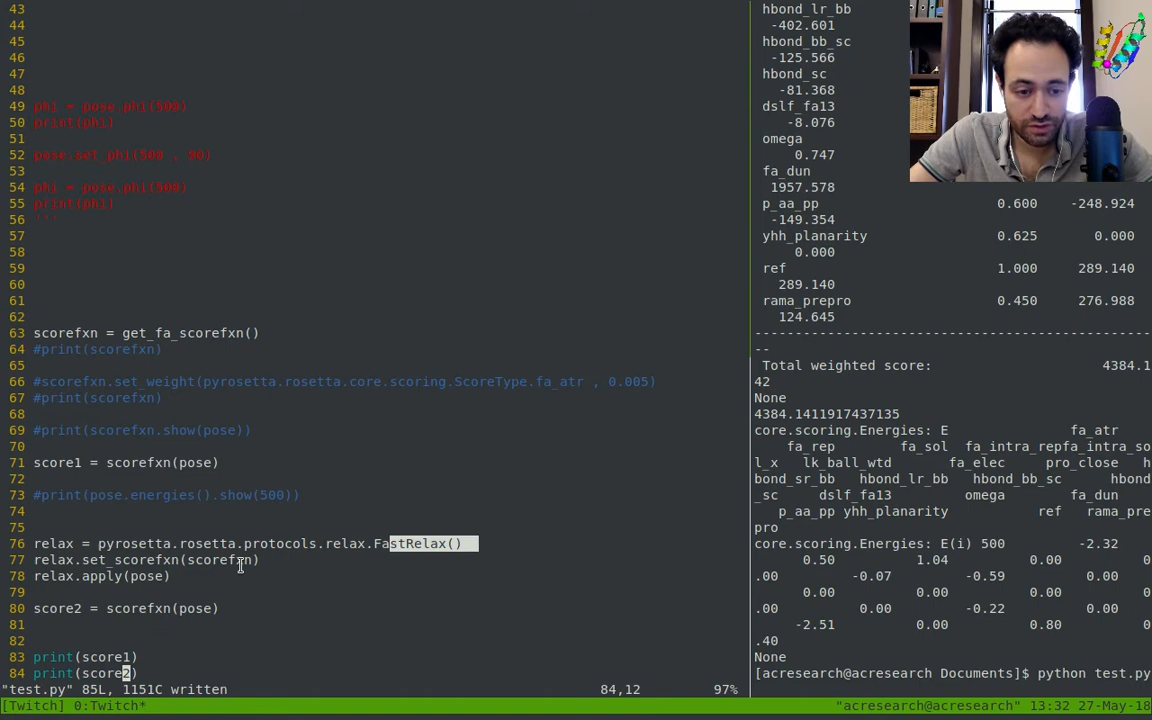 43
44
45
46
47
48
49 phi = pose.phi(500)
50 print(phi)
51
52 pose.set_phi(500 , 90)
53
54 phi = pose.phi(500)
55 print(phi)
56 '''
57
58
59
60
61
62
63 scorefxn = get_fa_scorefxn()
64 #print(scorefxn)
65
66 #scorefxn.set_weight(pyrosetta.rosetta.core.scoring.ScoreType.fa_atr , 0.005)
67 #print(scorefxn)
68
69 #print(scorefxn.show(pose))
70
71 score1 = scorefxn(pose)
72
73 #print(pose.energies().show(500))
74
75
76 relax = pyrosetta.rosetta.protocols.relax.FastRelax()
77 relax.set_scorefxn(scorefxn)
78 relax.apply(pose)
79
80 score2 = scorefxn(pose)
81
82
83 print(score1)
84 print(score2)
"test.py" 85L, 1151C written 84,12 97%
hbond_lr_bb
-402.601
hbond_bb_sc
-125.566
hbond_sc
-81.368
dslf_fa13
-8.076
omega
0.747
fa_dun
1957.578
p_aa_pp 0.600 -248.924
-149.354
yhh_planarity 0.625 0.000
0.000
ref 1.000 289.140
289.140
rama_prepro 0.450 276.988
124.645
---------------------------------------------------
--
Total weighted score: 4384.1
42
None
4384.1411917437135
core.scoring.Energies: E fa_atr
fa_rep fa_sol fa_intra_repfa_intra_so
l_x lk_ball_wtd fa_elec pro_close h
bond_sr_bb hbond_lr_bb hbond_bb_sc hbond
_sc dslf_fa13 omega fa_dun
p_aa_pp yhh_planarity ref rama_pre
pro
core.scoring.Energies: E(i) 500 -2.32
0.50 1.04 0.00 0
.00 -0.07 -0.59 0.00
0.00 0.00 0.00 0
.00 0.00 -0.22 0.00
-2.51 0.00 0.80 0
.40
None
[acresearch@acresearch Documents]$ python test.py
[Twitch] 0:Twitch* "acresearch@acresearch" 13:32 27-May-18